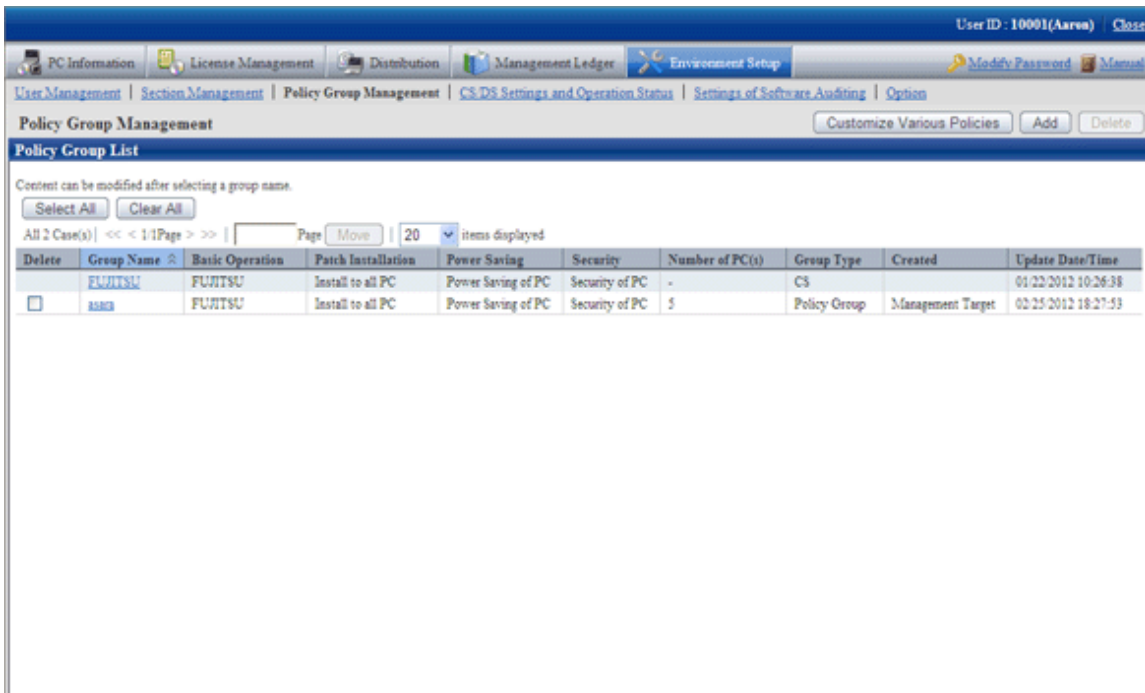 User ID : 10001(Aaron) Close
PC Information License Management Distribution Management Ledger Environment Setup Modify Password Manual
User Management | Section Management | Policy Group Management | CS/DS Settings and Operation Status | Settings of Software Auditing | Option
Policy Group Management Customize Various Policies Add Delete
Policy Group List
Content can be modified after selecting a group name.
Select All Clear All
All 2 Case(s) | << < 1/1Page > >> | Page Move | 20 items displayed
Delete Group Name Basic Operation Patch Installation Power Saving Security Number of PC(s) Group Type Created Update Date/Time
FUJITSU FUJITSU Install to all PC Power Saving of PC Security of PC - CS 01/22/2012 10:26:38
asara FUJITSU Install to all PC Power Saving of PC Security of PC 5 Policy Group Management Target 02/25/2012 18:27:53